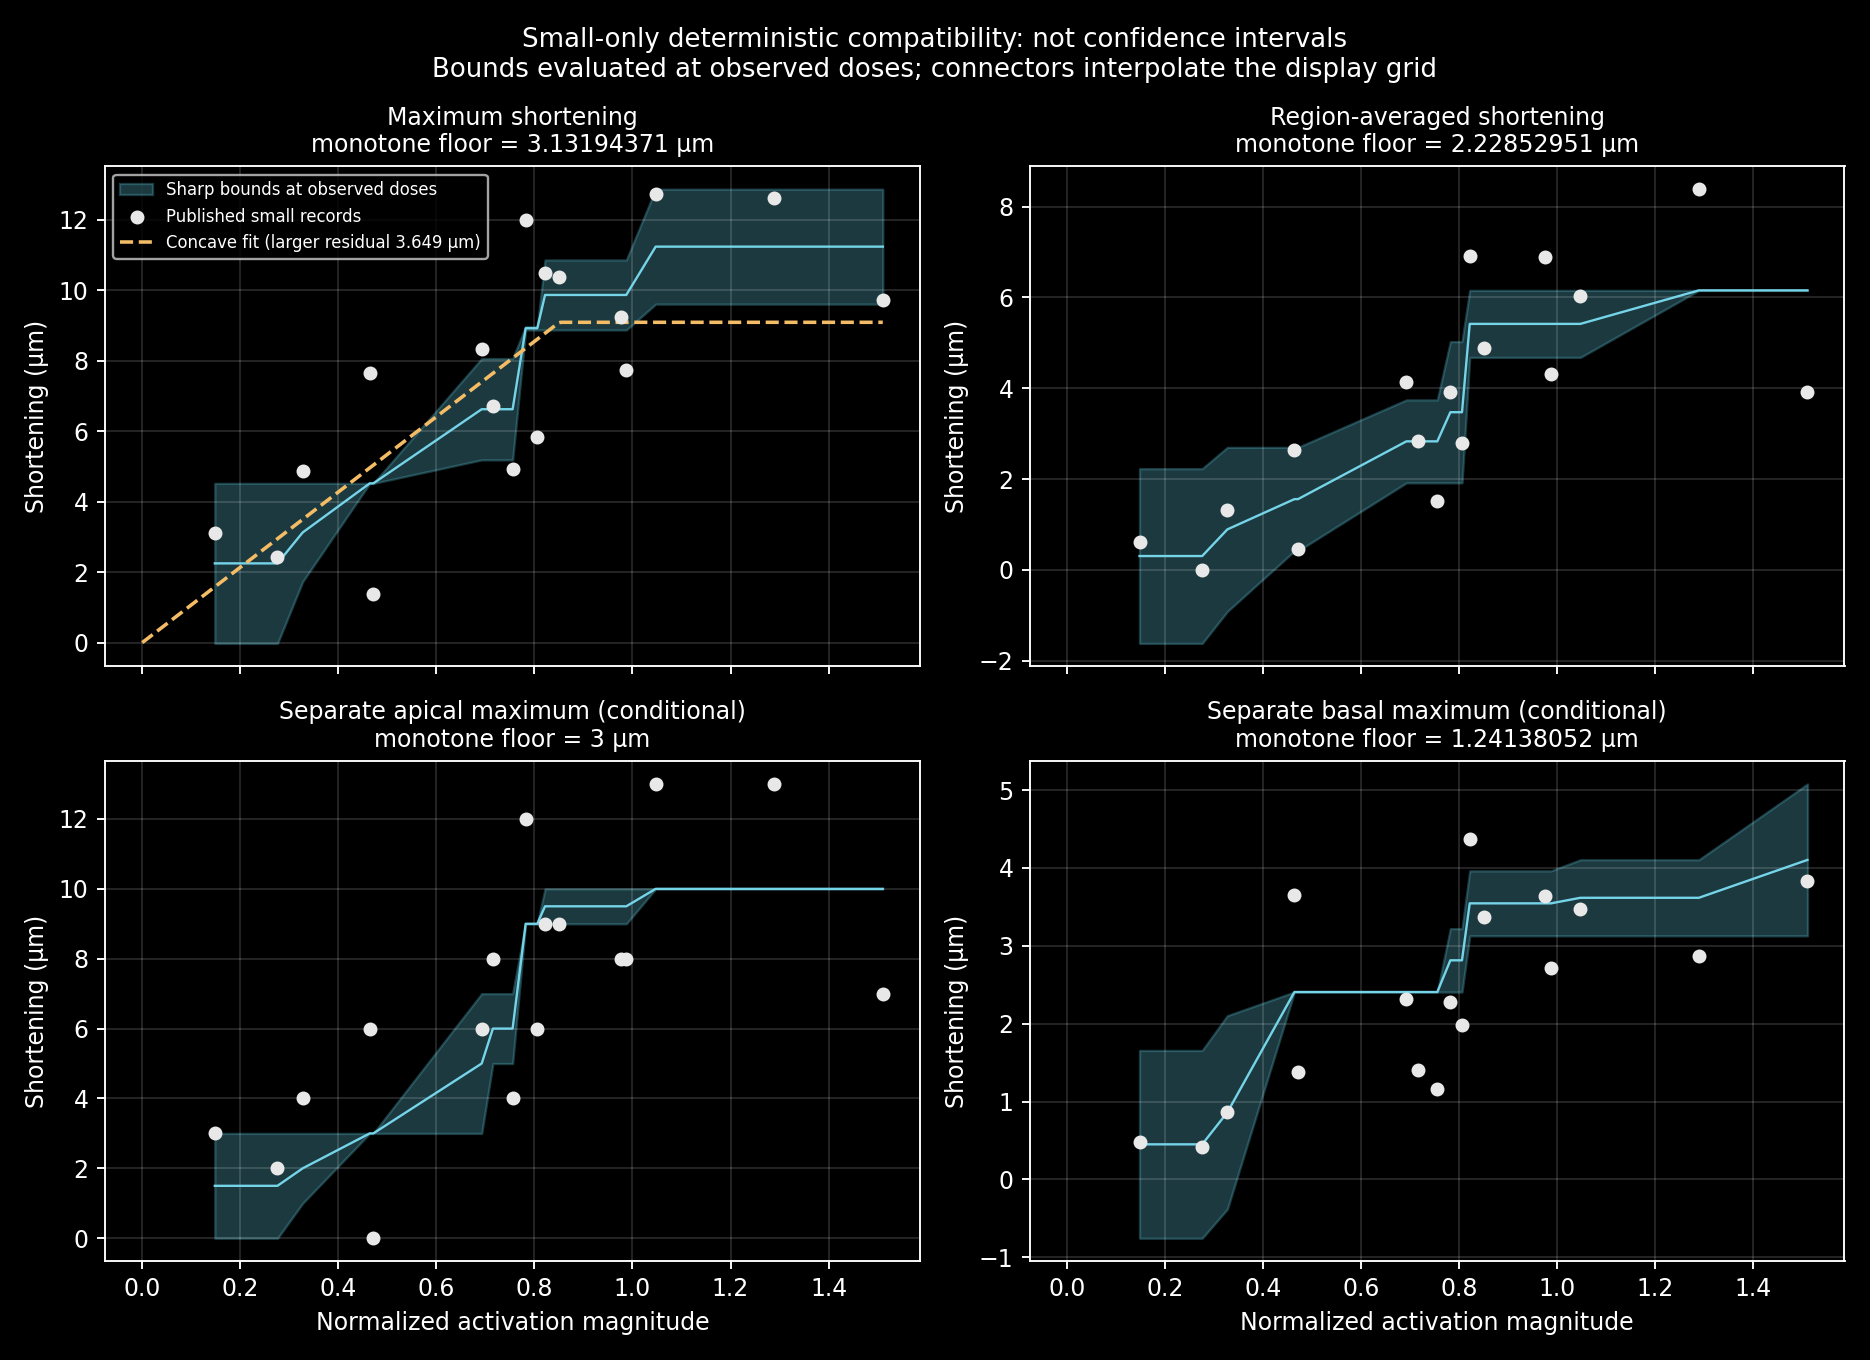 Small-only deterministic compatibility: not confidence intervals
Bounds evaluated at observed doses; connectors interpolate the display grid
Maximum shortening
monotone floor = 3.13194371 µm
Shortening (µm)
12
10
8
6
4
2
0
Sharp bounds at observed doses
Published small records
Concave fit (larger residual 3.649 µm)
Region-averaged shortening
monotone floor = 2.22852951 µm
Shortening (µm)
8
6
4
2
0
−2
Separate apical maximum (conditional)
monotone floor = 3 µm
Shortening (µm)
12
10
8
6
4
2
0
0.0 0.2 0.4 0.6 0.8 1.0 1.2 1.4
Normalized activation magnitude
Separate basal maximum (conditional)
monotone floor = 1.24138052 µm
Shortening (µm)
5
4
3
2
1
0
−1
0.0 0.2 0.4 0.6 0.8 1.0 1.2 1.4
Normalized activation magnitude